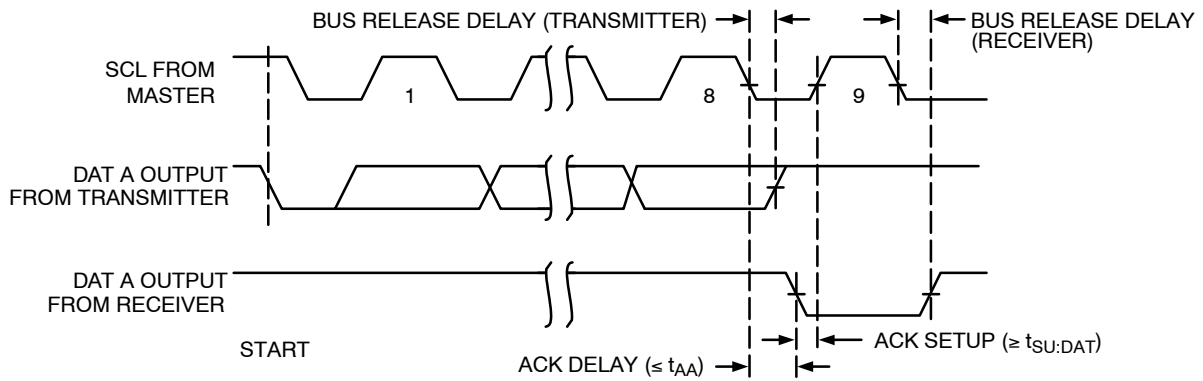 BUS RELEASE DELAY (TRANSMITTER)
BUS RELEASE DELAY
(RECEIVER)
SCL FROM
MASTER
1
8
9
DAT A OUTPUT
FROM TRANSMITTER
DAT A OUTPUT
FROM RECEIVER
START
ACK SETUP (≥ tSU:DAT)
ACK DELAY (≤ tAA)